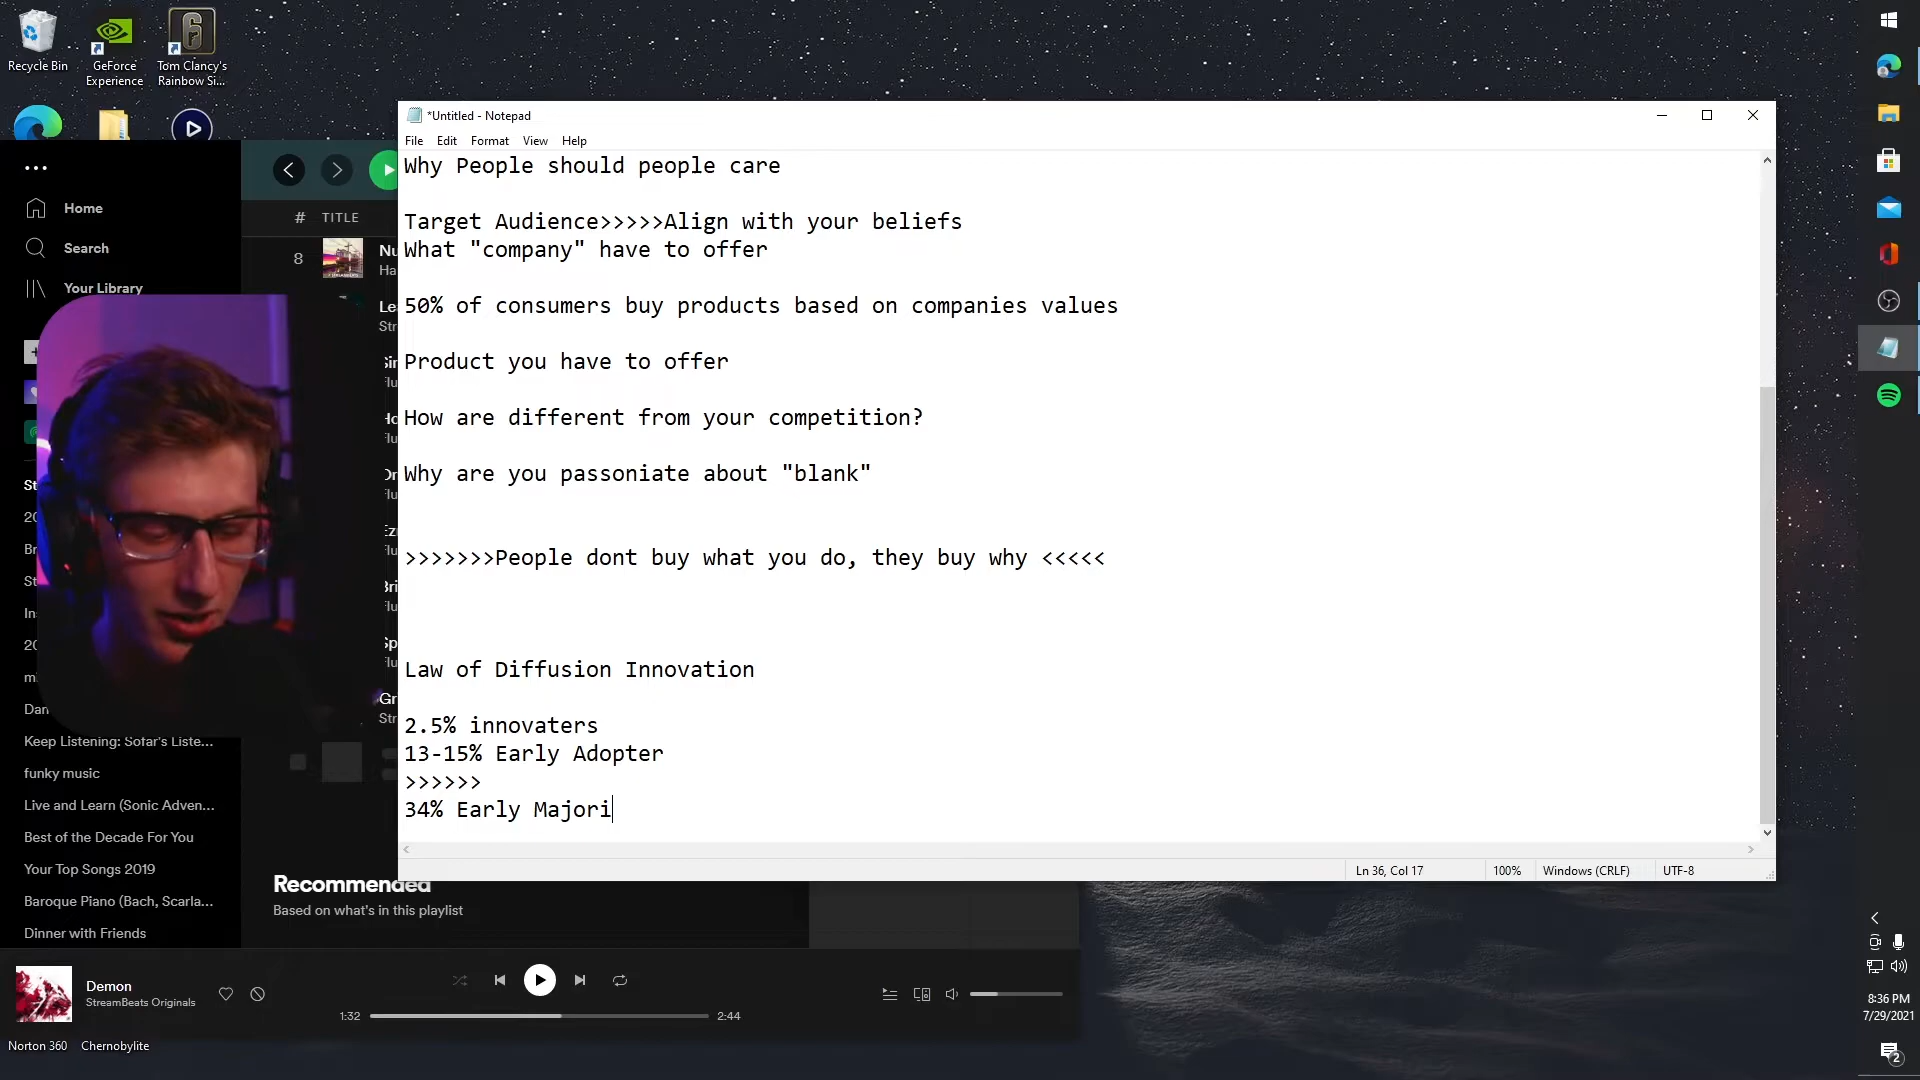 Recycle Bin
GeForce
Experience
Tom Clancy's
Rainbow Si...
*Untitled - Notepad
File Edit Format View Help
Why People should people care
Target Audience>>>>>Align with your beliefs
What "company" have to offer
50% of consumers buy products based on companies values
Product you have to offer
How are different from your competition?
Why are you passoniate about "blank"
>>>>>>>People dont buy what you do, they buy why <<<<<
Law of Diffusion Innovation
2.5% innovaters
13-15% Early Adopter
>>>>>>
34% Early Majori
Ln 36, Col 17
100%
Windows (CRLF)
UTF-8
Home
Search
Your Library
# TITLE
8
Keep Listening: Sofar's Liste...
funky music
Live and Learn (Sonic Adven...
Best of the Decade For You
Your Top Songs 2019
Baroque Piano (Bach, Scarla...
Dinner with Friends
Recommended
Based on what's in this playlist
Demon
StreamBeats Originals
1:32
2:44
Norton 360
Chernobylite
8:36 PM
7/29/2021
2